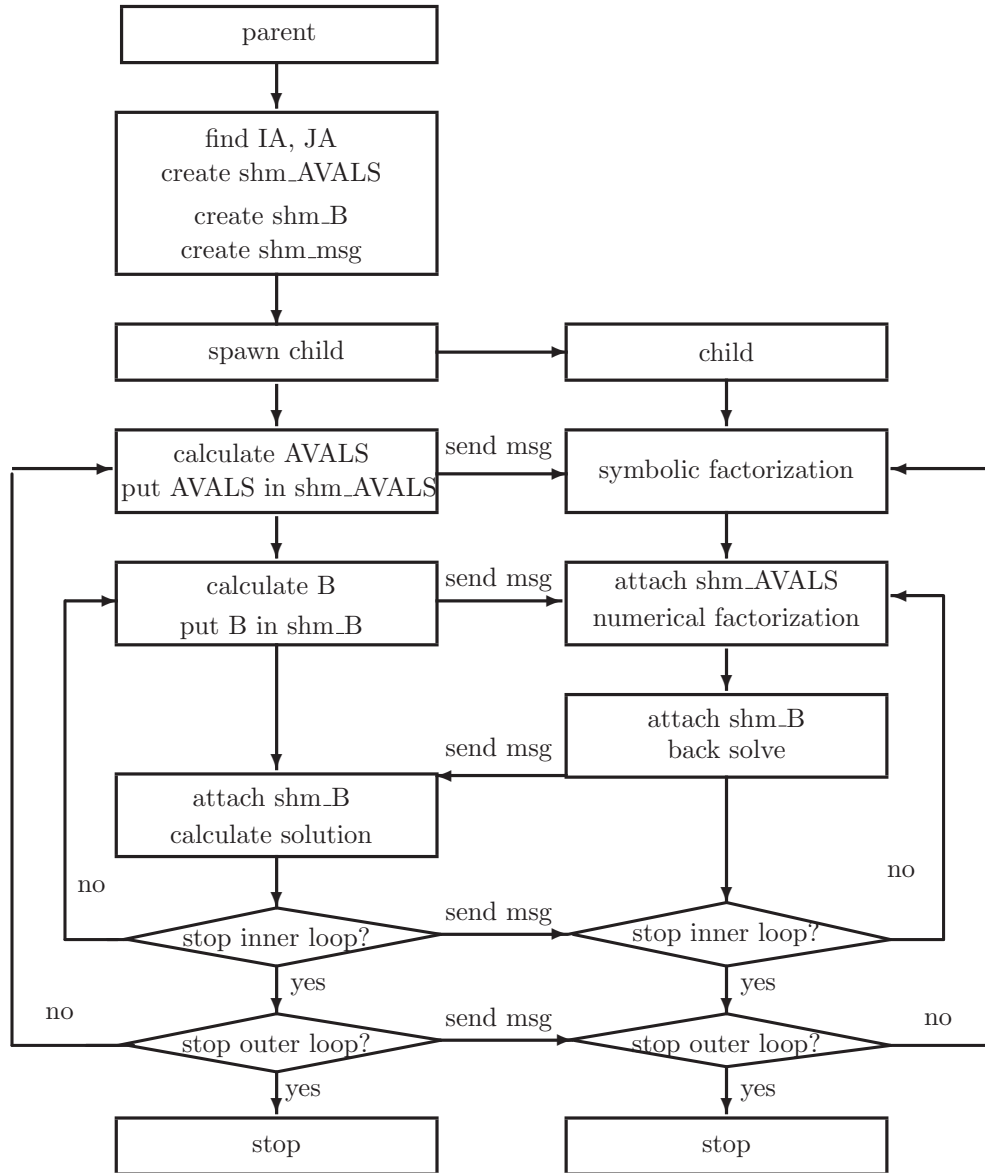 parent
find IA, JA
create shm_AVALS
create shm_B
create shm_msg
spawn child
child
calculate AVALS
put AVALS in shm_AVALS
send msg
symbolic factorization
calculate B
put B in shm_B
send msg
attach shm_AVALS
numerical factorization
attach shm_B
back solve
send msg
attach shm_B
calculate solution
no
no
stop inner loop?
send msg
stop inner loop?
yes
yes
no
no
stop outer loop?
send msg
stop outer loop?
yes
yes
stop
stop